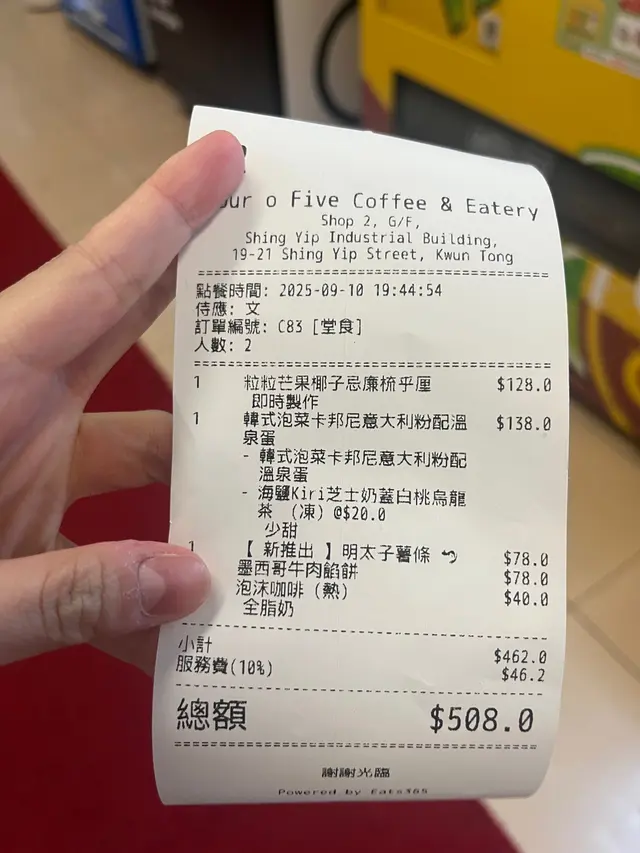 o Five Coffee & Eatery
Shop 2, G/F,
Shing Yip Industrial Building,
19-21 Shing Yip Street, Kwun Tong
點餐時間: 2025-09-10 19:44:54
侍應: 文
訂單編號: C83 [堂食]
人數: 2
1 粒粒芒果椰子忌廉梳乎厘 $128.0
即時製作
1 韓式泡菜卡邦尼意大利粉配溫 $138.0
泉蛋
- 韓式泡菜卡邦尼意大利粉配
溫泉蛋
- 海鹽Kiri芝士奶蓋白桃烏龍
茶 (凍) @$20.0
少甜
1 【 新推出 】明太子薯條 $78.0
墨西哥牛肉餡餅 $78.0
泡沫咖啡 (熱) $40.0
全脂奶
小計 $462.0
服務費(10%) $46.2
總額 $508.0
謝謝光臨
Powered by Eats365